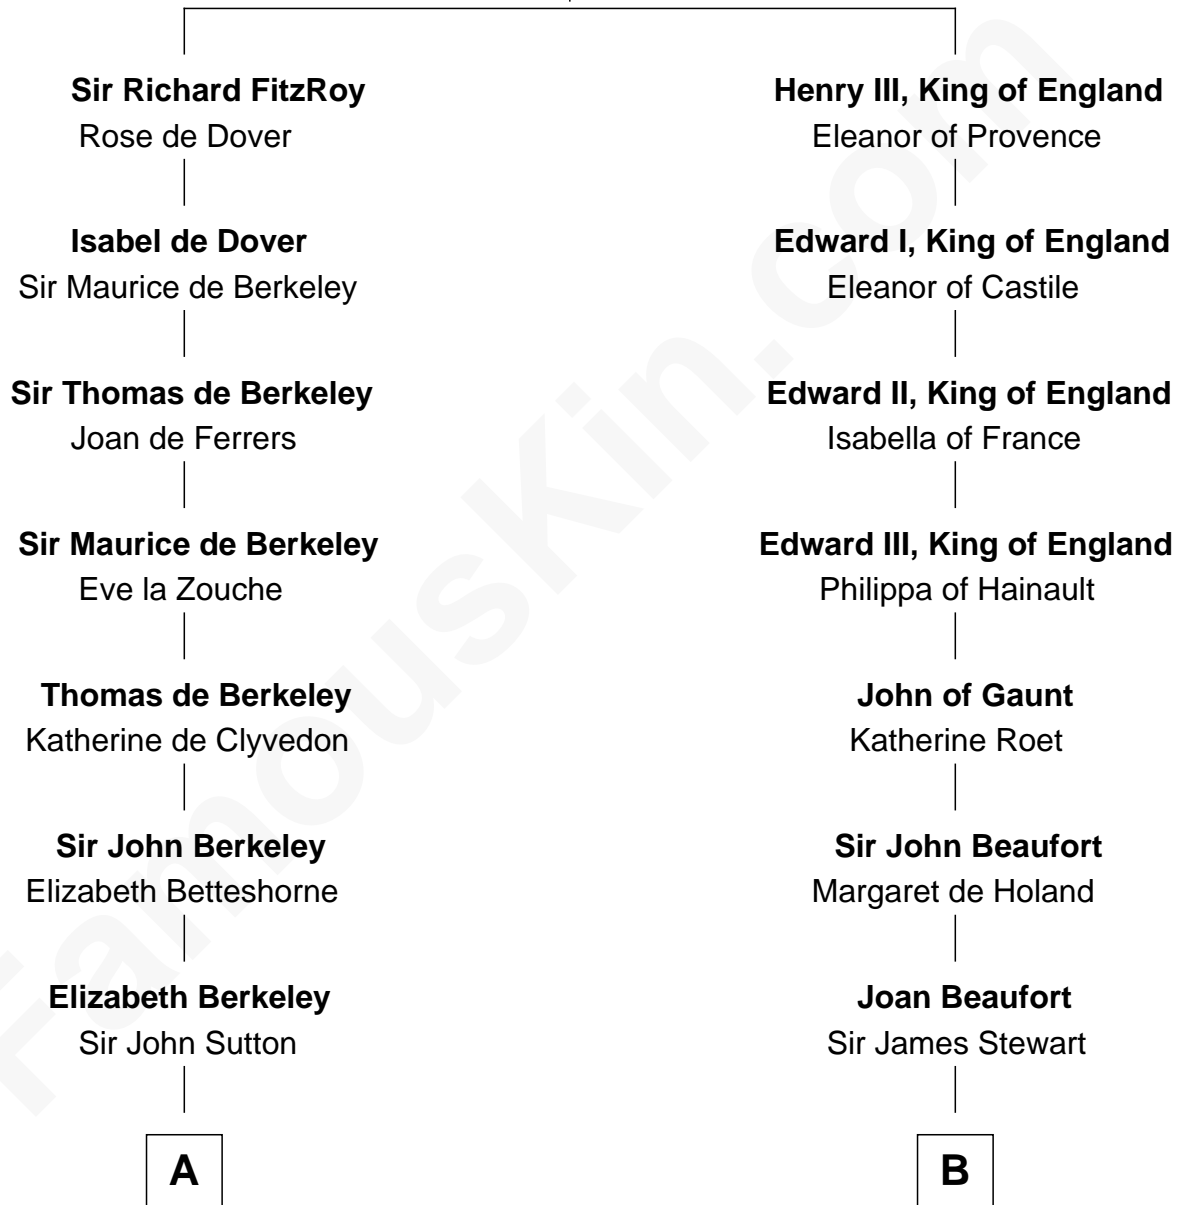 Sir Richard FitzRoy
Rose de Dover
Isabel de Dover
Sir Maurice de Berkeley
Sir Thomas de Berkeley
Joan de Ferrers
Sir Maurice de Berkeley
Eve la Zouche
Thomas de Berkeley
Katherine de Clyvedon
Sir John Berkeley
Elizabeth Betteshorne
Elizabeth Berkeley
Sir John Sutton
A
Henry III, King of England
Eleanor of Provence
Edward I, King of England
Eleanor of Castile
Edward II, King of England
Isabella of France
Edward III, King of England
Philippa of Hainault
John of Gaunt
Katherine Roet
Sir John Beaufort
Margaret de Holand
Joan Beaufort
Sir James Stewart
B
FamousKin.com